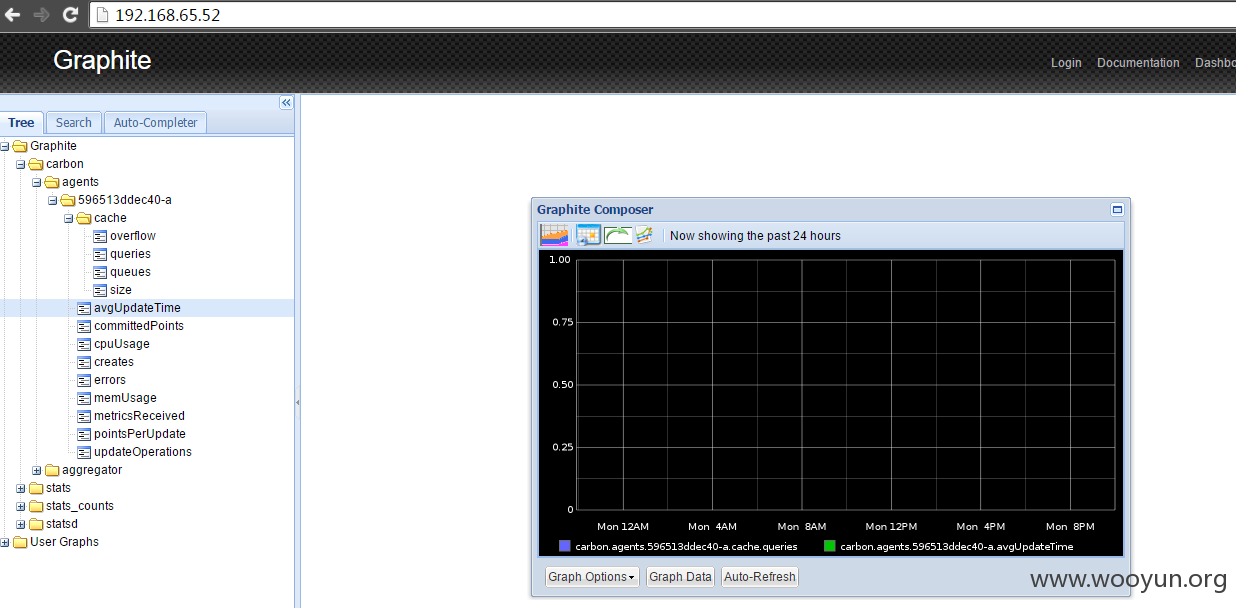 192.168.65.52
Graphite
Login Documentation Dashbo
Tree Search Auto-Completer
Graphite
carbon
agents
596513ddec40-a
cache
overflow
queries
queues
size
avgUpdateTime
committedPoints
cpuUsage
creates
errors
memUsage
metricsReceived
pointsPerUpdate
updateOperations
aggregator
stats
stats_counts
statsd
User Graphs
Graphite Composer
Now showing the past 24 hours
1.00
0.75
0.50
0.25
0
Mon 12AM Mon 4AM Mon 8AM Mon 12PM Mon 4PM Mon 8PM
carbon.agents.596513ddec40-a.cache.queries carbon.agents.596513ddec40-a.avgUpdateTime
Graph Options Graph Data Auto-Refresh
www.wooyun.org